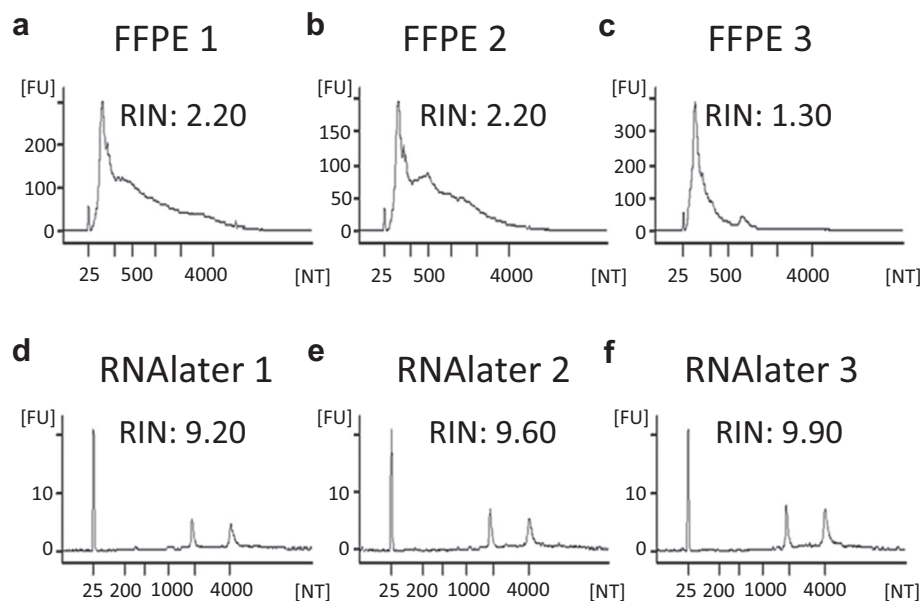 a FFPE 1
[FU]
RIN: 2.20
200
100
0
25 500 4000 [NT]
b FFPE 2
[FU]
RIN: 2.20
150
100
50
0
25 500 4000 [NT]
c FFPE 3
[FU]
RIN: 1.30
300
200
100
0
25 500 4000 [NT]
d RNAlater 1
[FU]
RIN: 9.20
10
0
25 200 1000 4000 [NT]
e RNAlater 2
[FU]
RIN: 9.60
10
0
25 200 1000 4000 [NT]
f RNAlater 3
[FU]
RIN: 9.90
10
0
25 200 1000 4000 [NT]